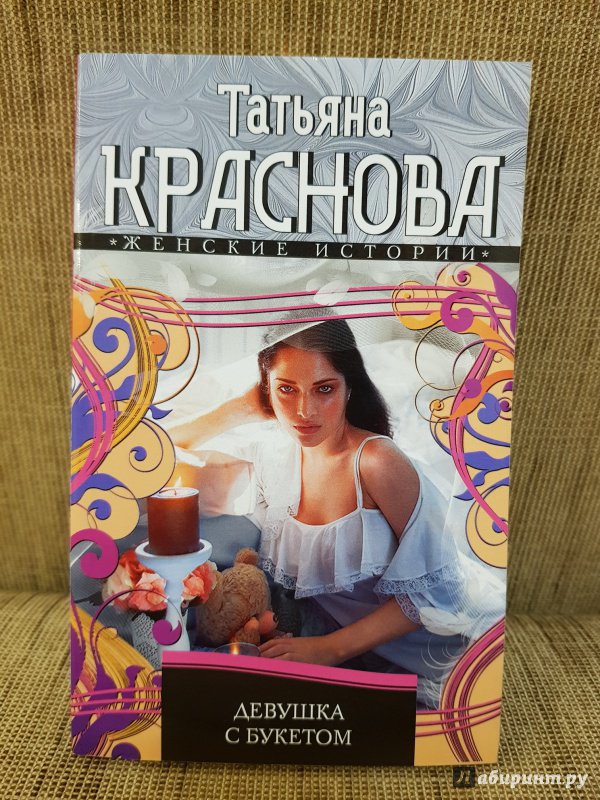 Татьяна
КРАСНОВА
*ЖЕНСКИЕ ИСТОРИИ*
ДЕВУШКА
С БУКЕТОМ
Лабиринт.ру